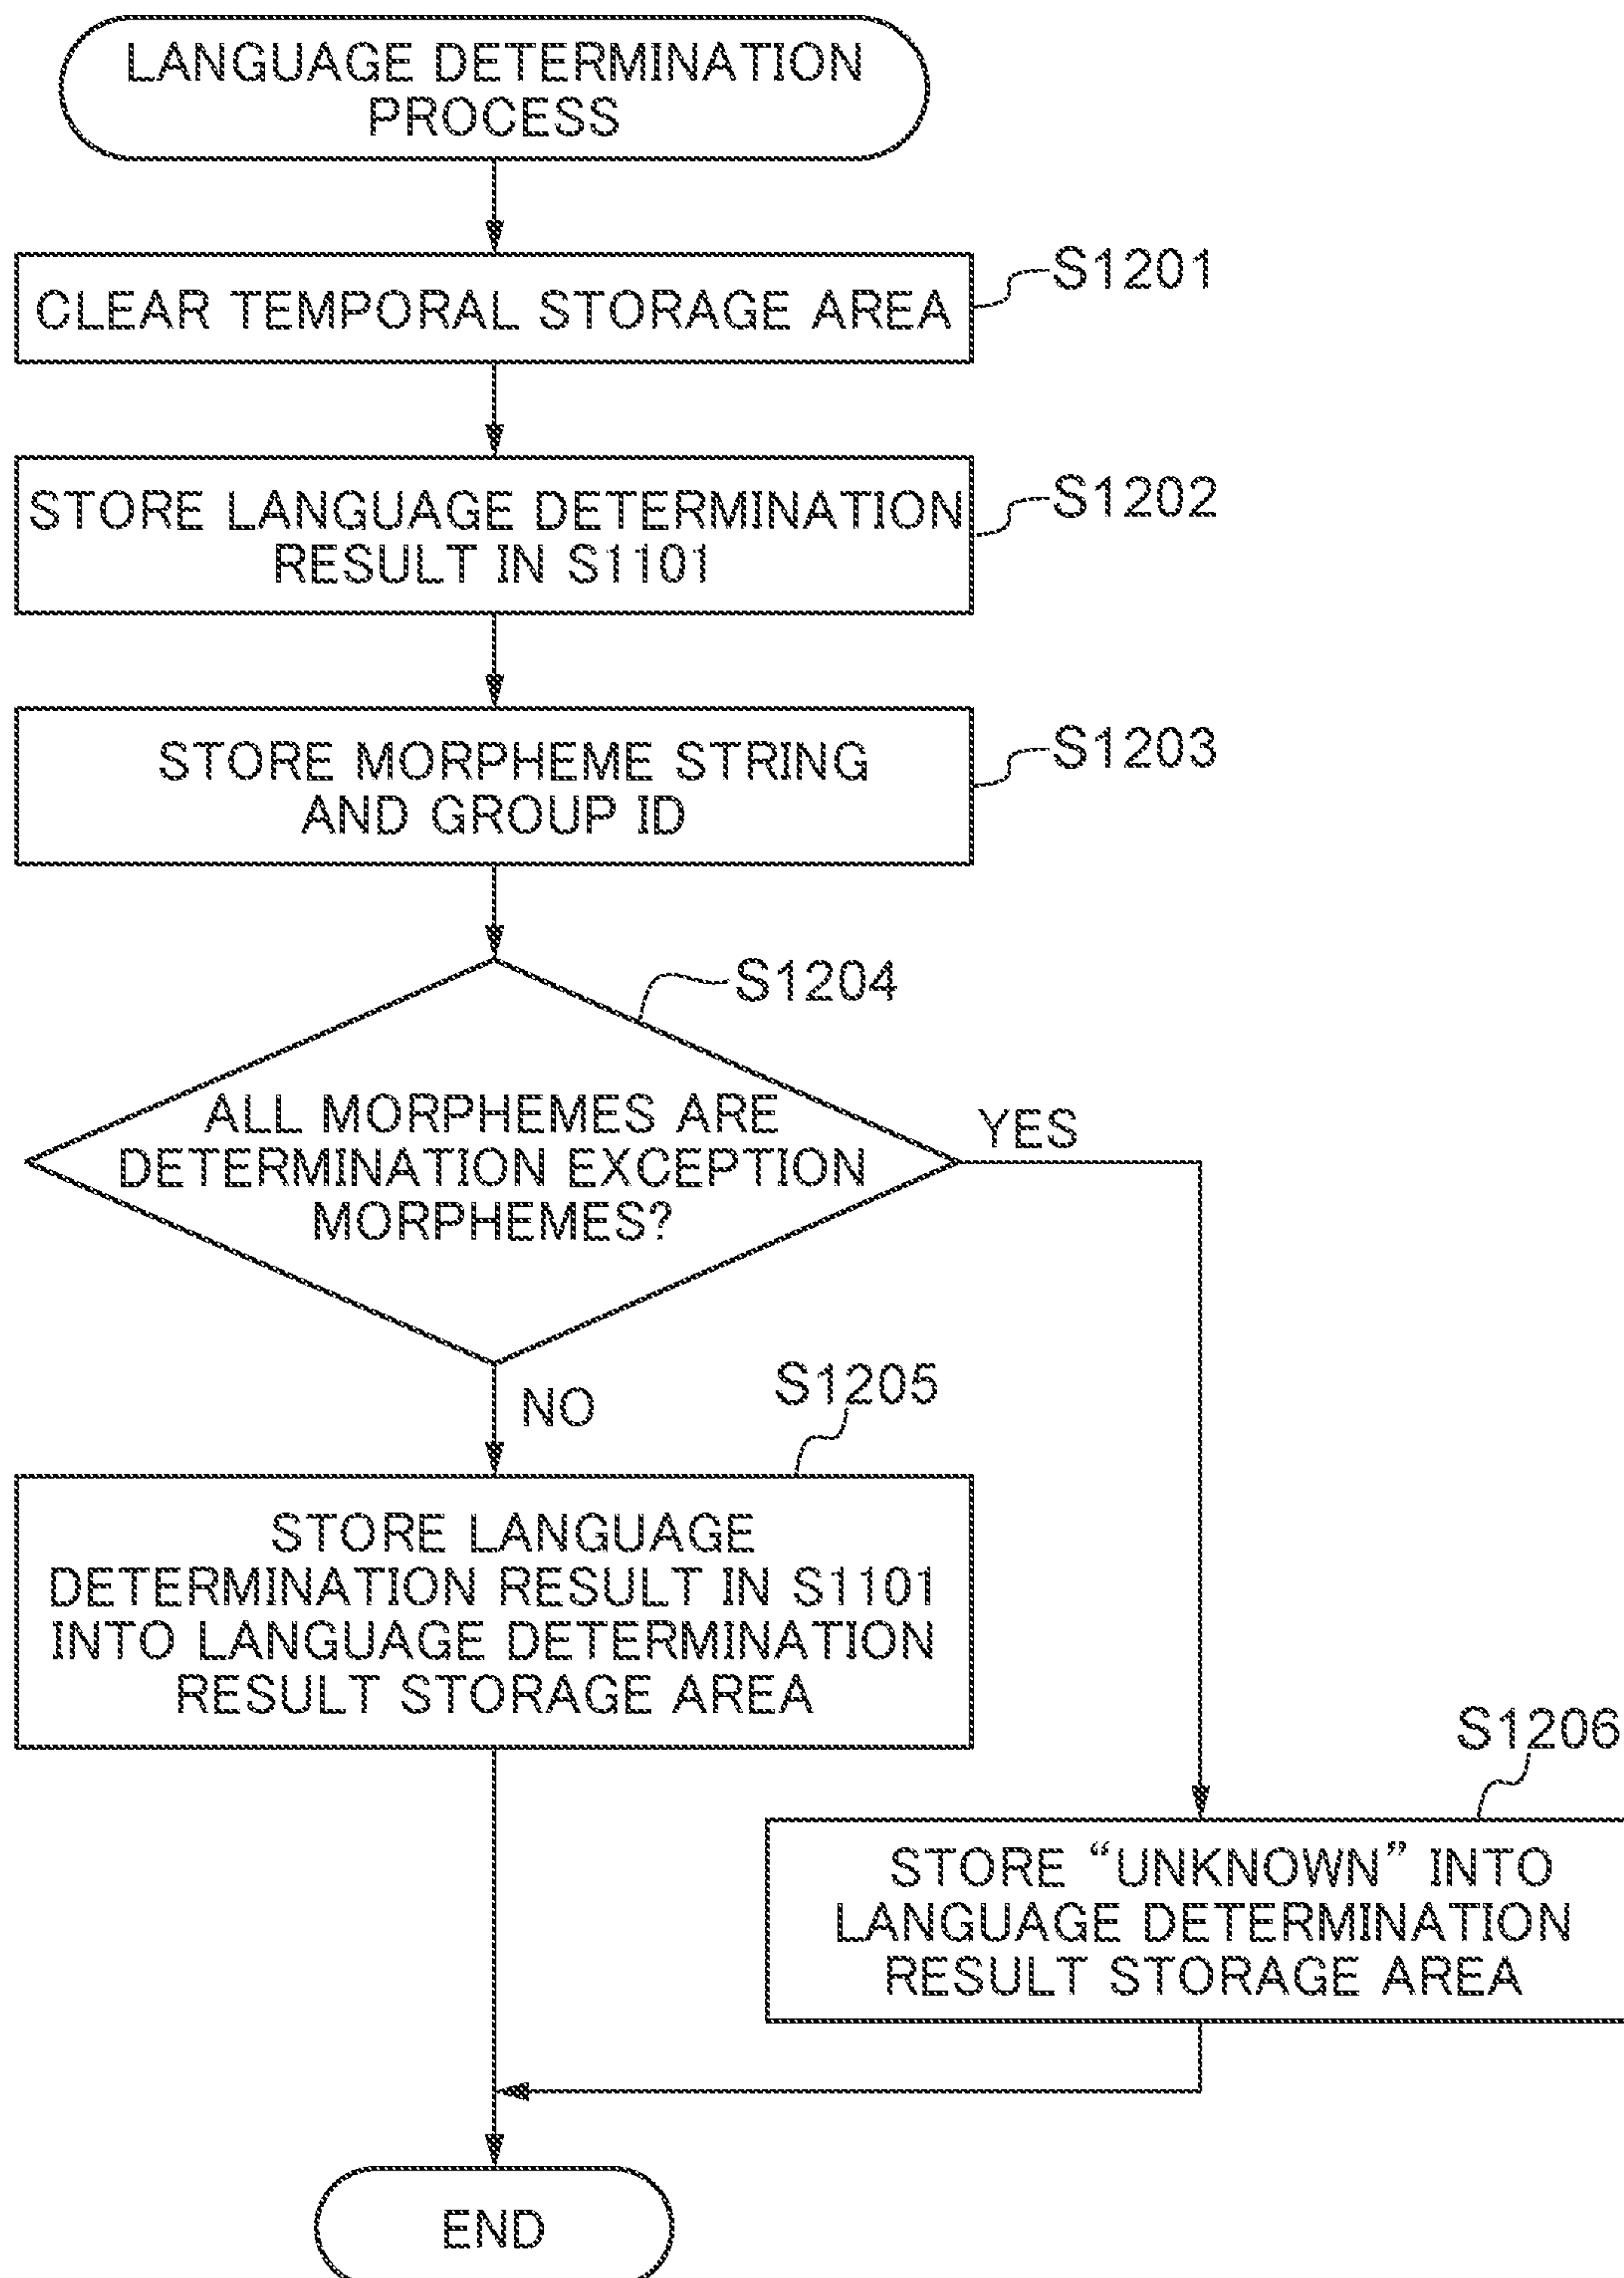 LANGUAGE DETERMINATION
PROCESS
CLEAR TEMPORAL STORAGE AREA
S1201
STORE LANGUAGE DETERMINATION
RESULT IN S1101
S1202
STORE MORPHEME STRING
AND GROUP ID
S1203
S1204
ALL MORPHEMES ARE
DETERMINATION EXCEPTION
MORPHEMES?
YES
NO
S1205
STORE LANGUAGE
DETERMINATION RESULT IN S1101
INTO LANGUAGE DETERMINATION
RESULT STORAGE AREA
S1206
STORE “UNKNOWN” INTO
LANGUAGE DETERMINATION
RESULT STORAGE AREA
END